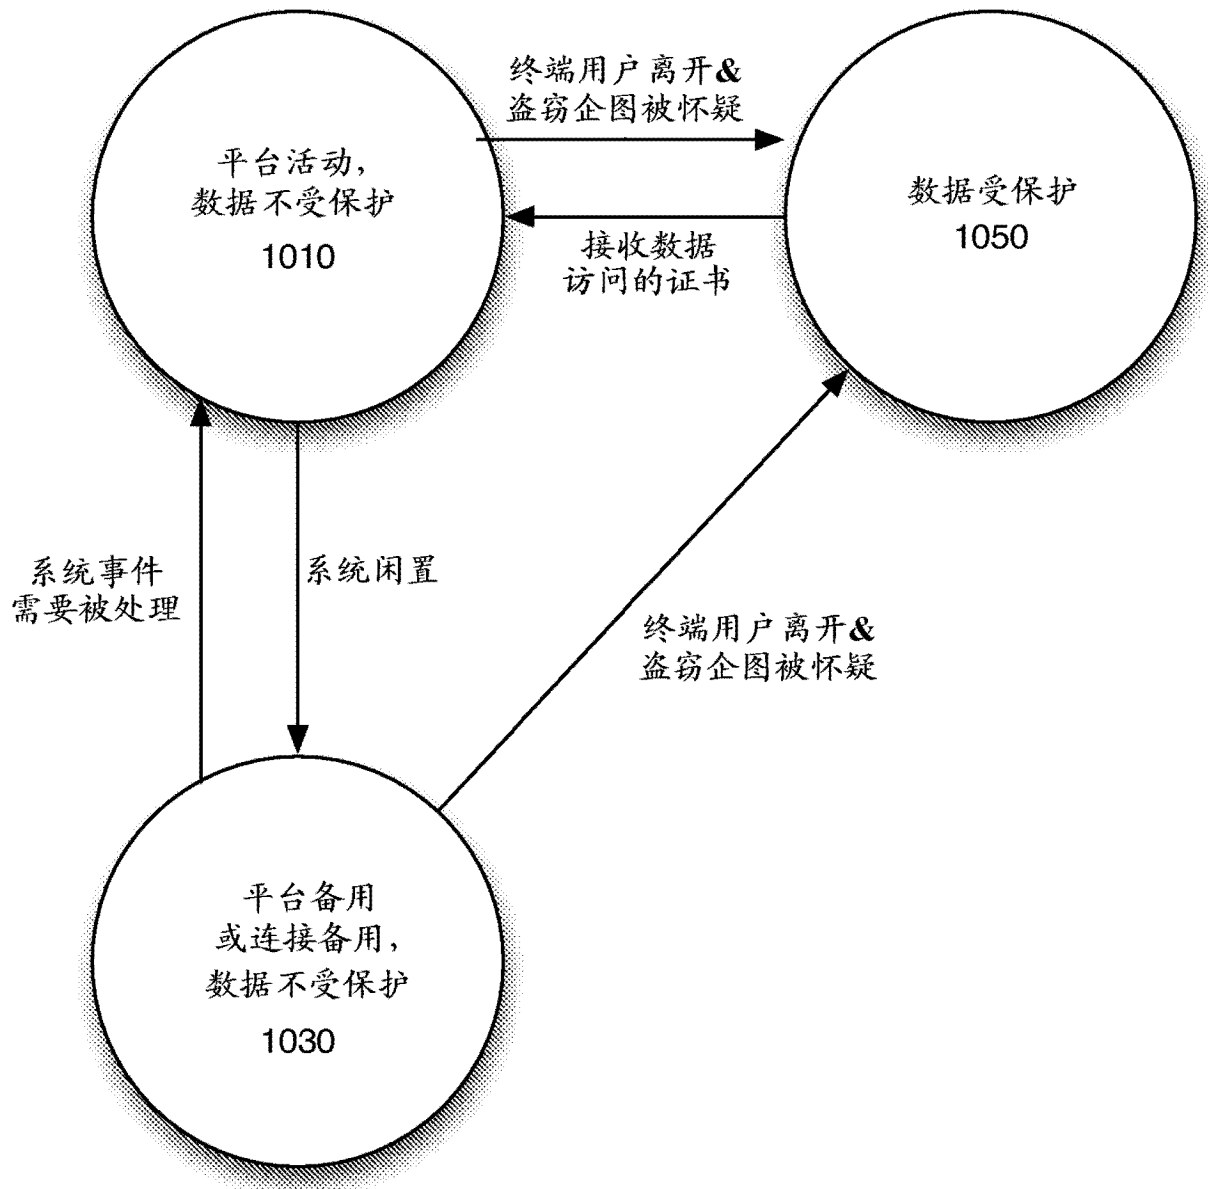 终端用户离开&
盗窃企图被怀疑
平台活动,
数据不受保护
1010
数据受保护
1050
接收数据
访问的证书
系统事件
需要被处理
系统闲置
终端用户离开&
盗窃企图被怀疑
平台备用
或连接备用,
数据不受保护
1030